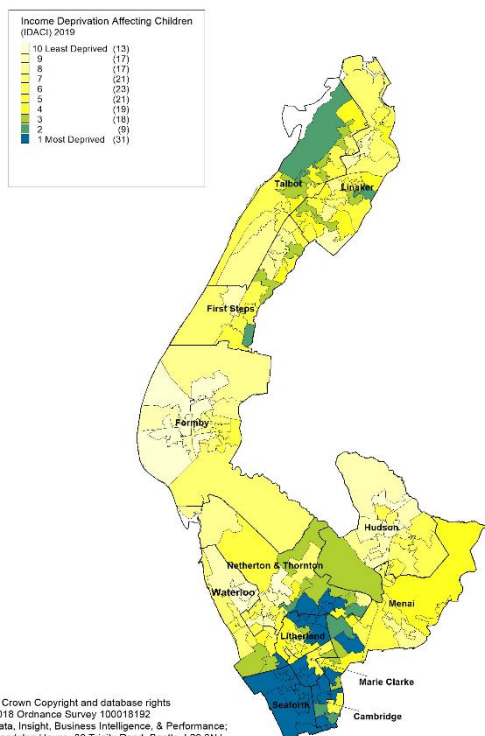 Income Deprivation Affecting Children
(IDACI) 2019
10 Least Deprived (13)
9 (17)
8 (17)
7 (21)
6 (23)
5 (21)
4 (19)
3 (18)
2 (9)
1 Most Deprived (31)
Talbot
Linaker
First Steps
Formby
Hudson
Netherton & Thornton
Waterloo
Menai
Litherland
Marie Clarke
Seaforth
Cambridge
Crown Copyright and database rights
018 Ordnance Survey 100018192
ata, Insight, Business Intelligence, & Performance;